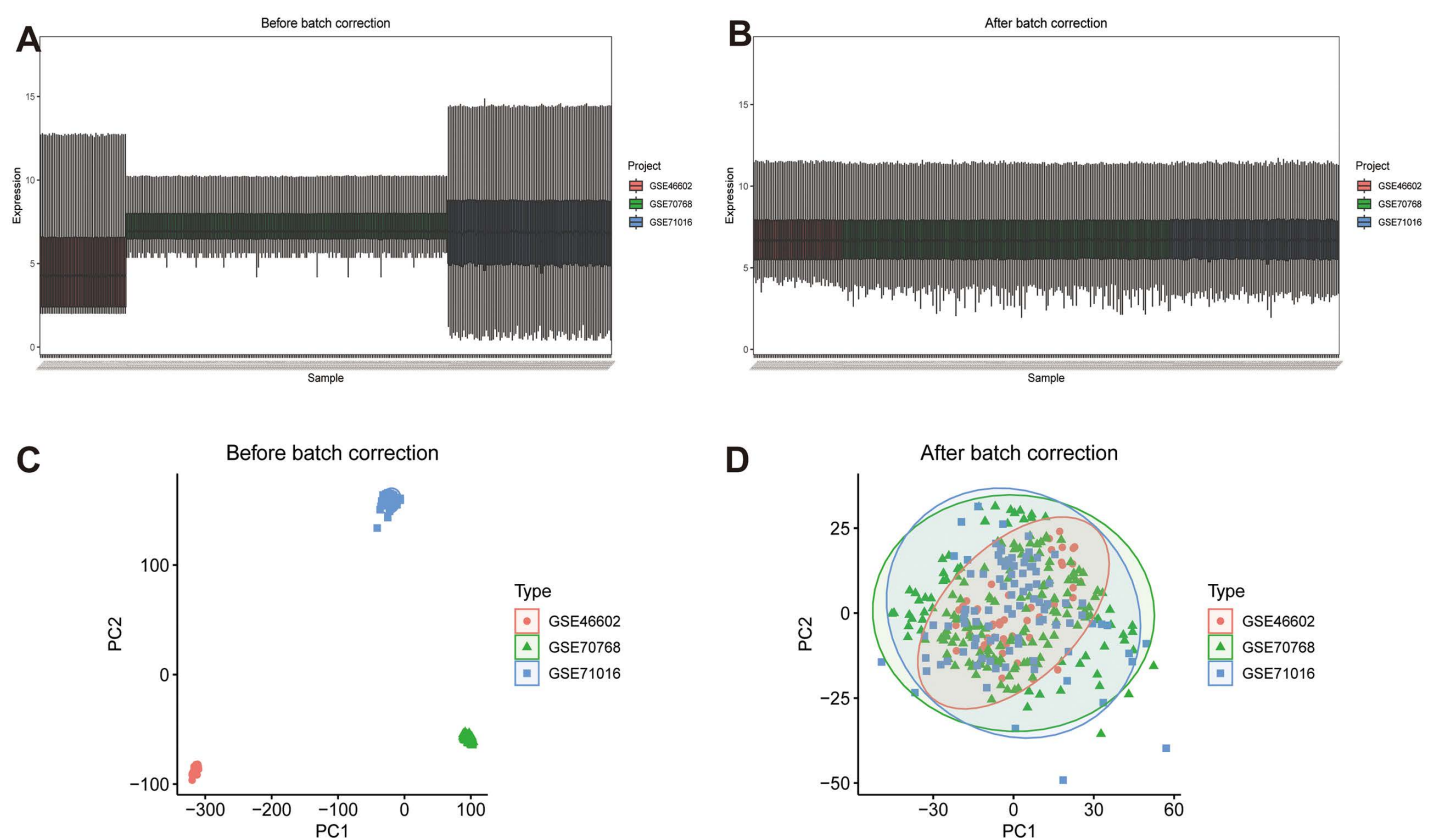 A
Before batch correction
Expression
15
10
5
0
Sample
Project
GSE46602
GSE70768
GSE71016
B
After batch correction
Expression
15
10
5
0
Sample
Project
GSE46602
GSE70768
GSE71016
C
Before batch correction
PC2
100
0
−100
−300
−200
−100
0
100
PC1
Type
GSE46602
GSE70768
GSE71016
D
After batch correction
PC2
25
0
−25
−50
−30
0
30
60
PC1
Type
GSE46602
GSE70768
GSE71016